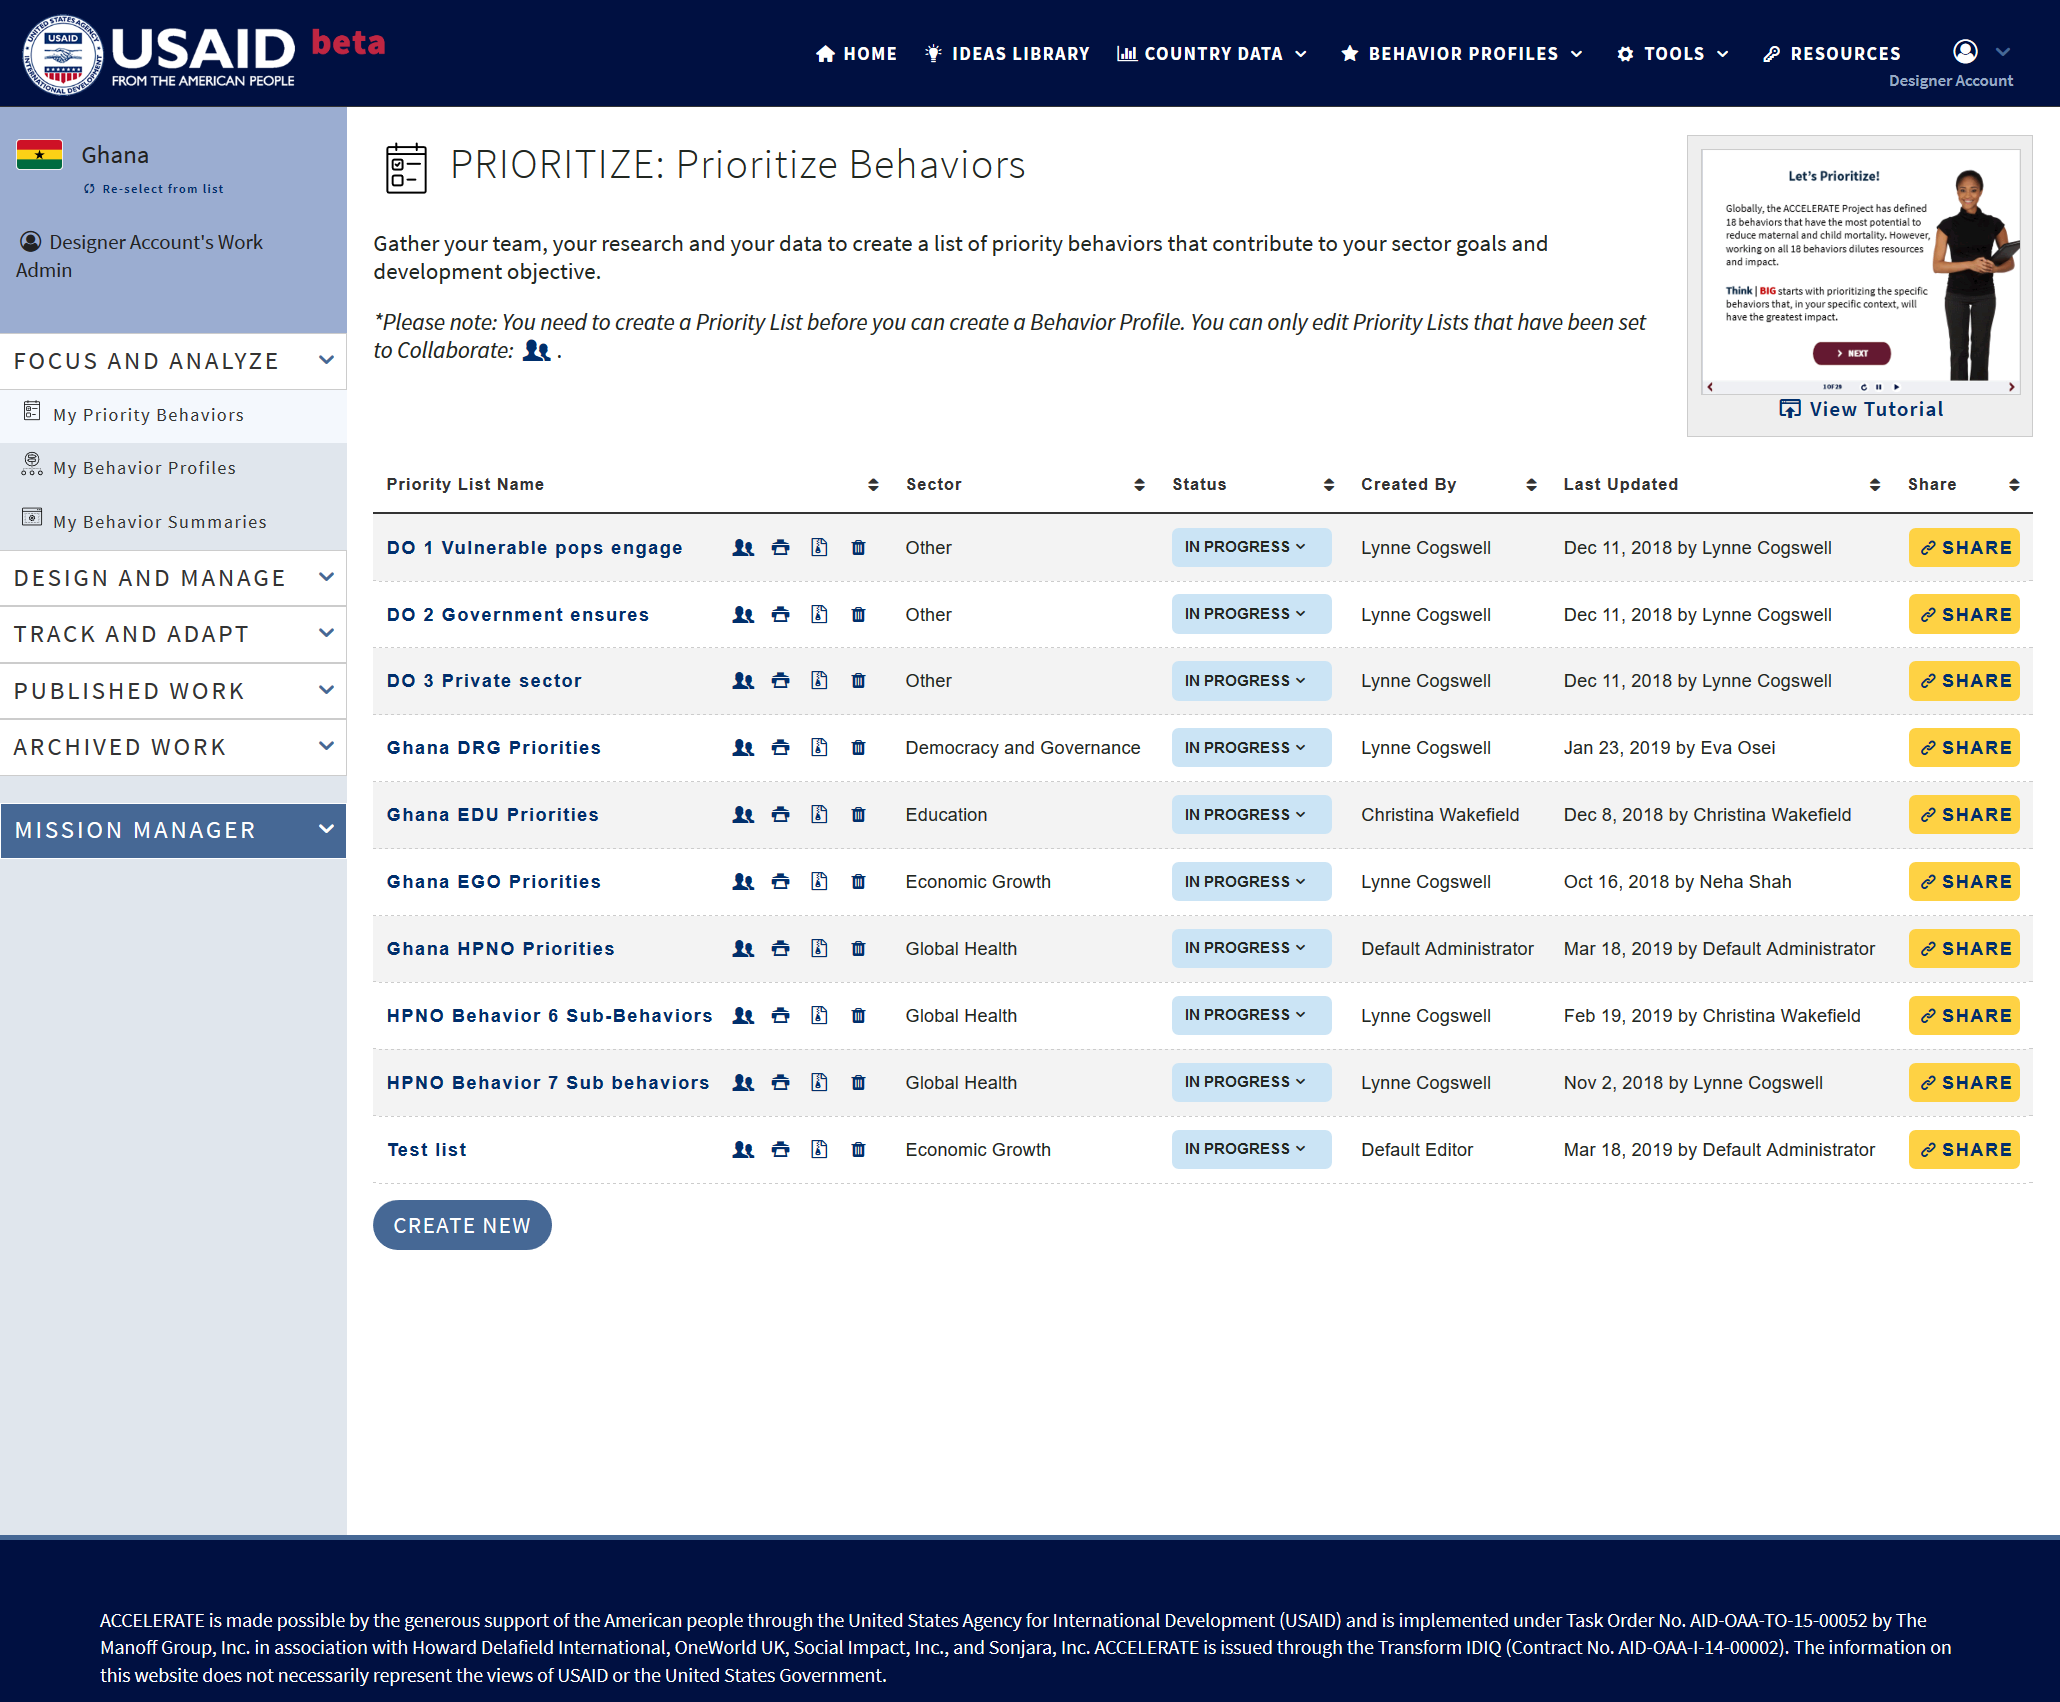 UNITED STATES AGENCY
USAID
INTERNATIONAL DEVELOPMENT
USAID beta
FROM THE AMERICAN PEOPLE
HOME IDEAS LIBRARY COUNTRY DATA BEHAVIOR PROFILES TOOLS RESOURCES
Designer Account
Ghana
Re-select from list
Designer Account's Work
Admin
FOCUS AND ANALYZE
My Priority Behaviors
My Behavior Profiles
My Behavior Summaries
DESIGN AND MANAGE
TRACK AND ADAPT
PUBLISHED WORK
ARCHIVED WORK
MISSION MANAGER
PRIORITIZE: Prioritize Behaviors
Gather your team, your research and your data to create a list of priority behaviors that contribute to your sector goals and
development objective.
*Please note: You need to create a Priority List before you can create a Behavior Profile. You can only edit Priority Lists that have been set
to Collaborate: .
Let's Prioritize!
Globally, the ACCELERATE Project has defined
18 behaviors that have the most potential to
reduce maternal and child mortality. However,
working on all 18 behaviors dilutes resources
and impact.
Think | BIG starts with prioritizing the specific
behaviors that, in your specific context, will
have the greatest impact.
NEXT
1 OF 29
View Tutorial
Priority List Name Sector Status Created By Last Updated Share
DO 1 Vulnerable pops engage Other IN PROGRESS Lynne Cogswell Dec 11, 2018 by Lynne Cogswell SHARE
DO 2 Government ensures Other IN PROGRESS Lynne Cogswell Dec 11, 2018 by Lynne Cogswell SHARE
DO 3 Private sector Other IN PROGRESS Lynne Cogswell Dec 11, 2018 by Lynne Cogswell SHARE
Ghana DRG Priorities Democracy and Governance IN PROGRESS Lynne Cogswell Jan 23, 2019 by Eva Osei SHARE
Ghana EDU Priorities Education IN PROGRESS Christina Wakefield Dec 8, 2018 by Christina Wakefield SHARE
Ghana EGO Priorities Economic Growth IN PROGRESS Lynne Cogswell Oct 16, 2018 by Neha Shah SHARE
Ghana HPNO Priorities Global Health IN PROGRESS Default Administrator Mar 18, 2019 by Default Administrator SHARE
HPNO Behavior 6 Sub-Behaviors Global Health IN PROGRESS Lynne Cogswell Feb 19, 2019 by Christina Wakefield SHARE
HPNO Behavior 7 Sub behaviors Global Health IN PROGRESS Lynne Cogswell Nov 2, 2018 by Lynne Cogswell SHARE
Test list Economic Growth IN PROGRESS Default Editor Mar 18, 2019 by Default Administrator SHARE
CREATE NEW
ACCELERATE is made possible by the generous support of the American people through the United States Agency for International Development (USAID) and is implemented under Task Order No. AID-OAA-TO-15-00052 by The
Manoff Group, Inc. in association with Howard Delafield International, OneWorld UK, Social Impact, Inc., and Sonjara, Inc. ACCELERATE is issued through the Transform IDIQ (Contract No. AID-OAA-I-14-00002). The information on
this website does not necessarily represent the views of USAID or the United States Government.